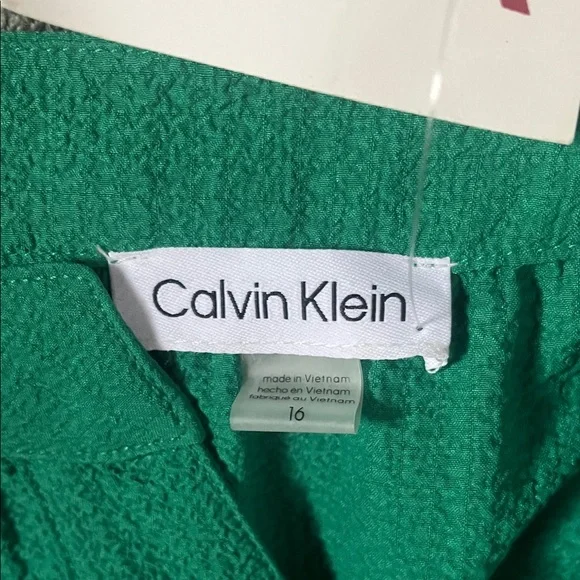 Calvin Klein
made in Vietnam
hecho en Vietnam
fabriqué au Vietnam
16